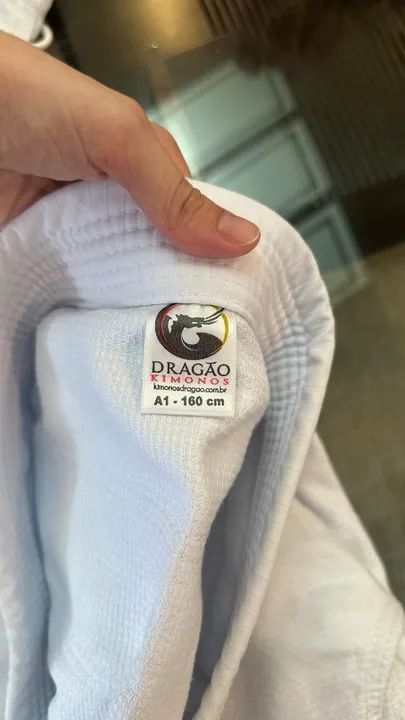 DRAGÃO
KIMONOS
kimonosdragao.com.br
A1 - 160 cm